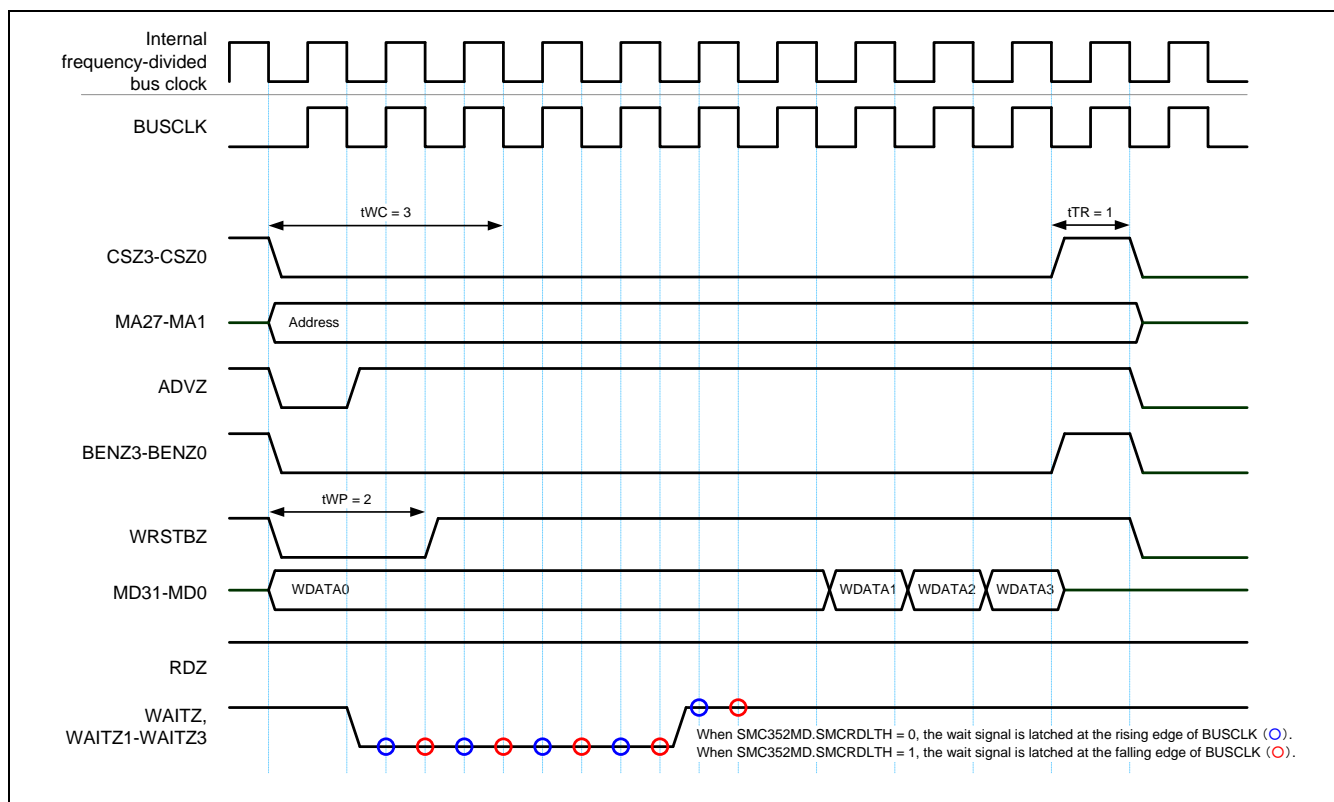 Internal
frequency-divided
bus clock
BUSCLK
tWC = 3
tTR = 1
CSZ3-CSZ0
MA27-MA1
Address
ADVZ
BENZ3-BENZ0
tWP = 2
WRSTBZ
MD31-MD0
WDATA0
WDATA1
WDATA2
WDATA3
RDZ
WAITZ,
WAITZ1-WAITZ3
When SMC352MD.SMCRDLTH = 0, the wait signal is latched at the rising edge of BUSCLK (○).
When SMC352MD.SMCRDLTH = 1, the wait signal is latched at the falling edge of BUSCLK (○).